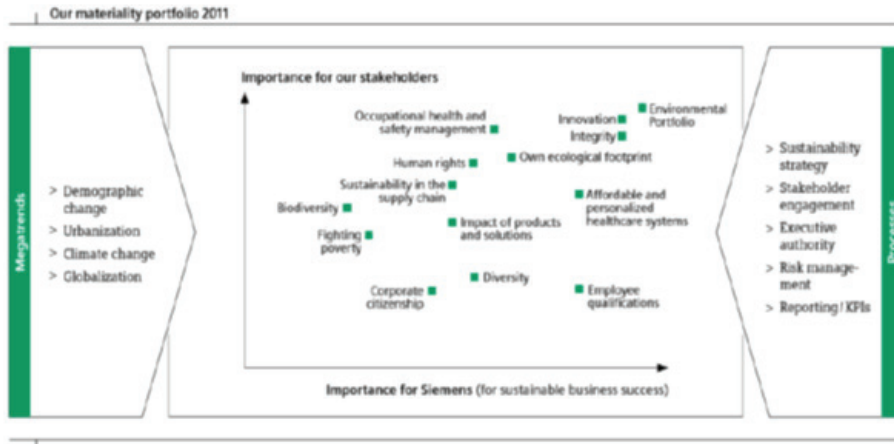 Our materiality portfolio 2011
Megatrends
> Demographic
change
> Urbanization
> Climate change
> Globalization
Importance for our stakeholders
Occupational health and
safety management
Innovation
Environmental
Portfolio
Integrity
Human rights
Own ecological footprint
Sustainability in the
supply chain
Affordable and
personalized
healthcare systems
Biodiversity
Impact of products
and solutions
Fighting
poverty
Diversity
Corporate
citizenship
Employee
qualifications
Importance for Siemens (for sustainable business success)
> Sustainability
strategy
> Stakeholder
engagement
> Executive
authority
> Risk manage-
ment
> Reporting / KPIs
Processes